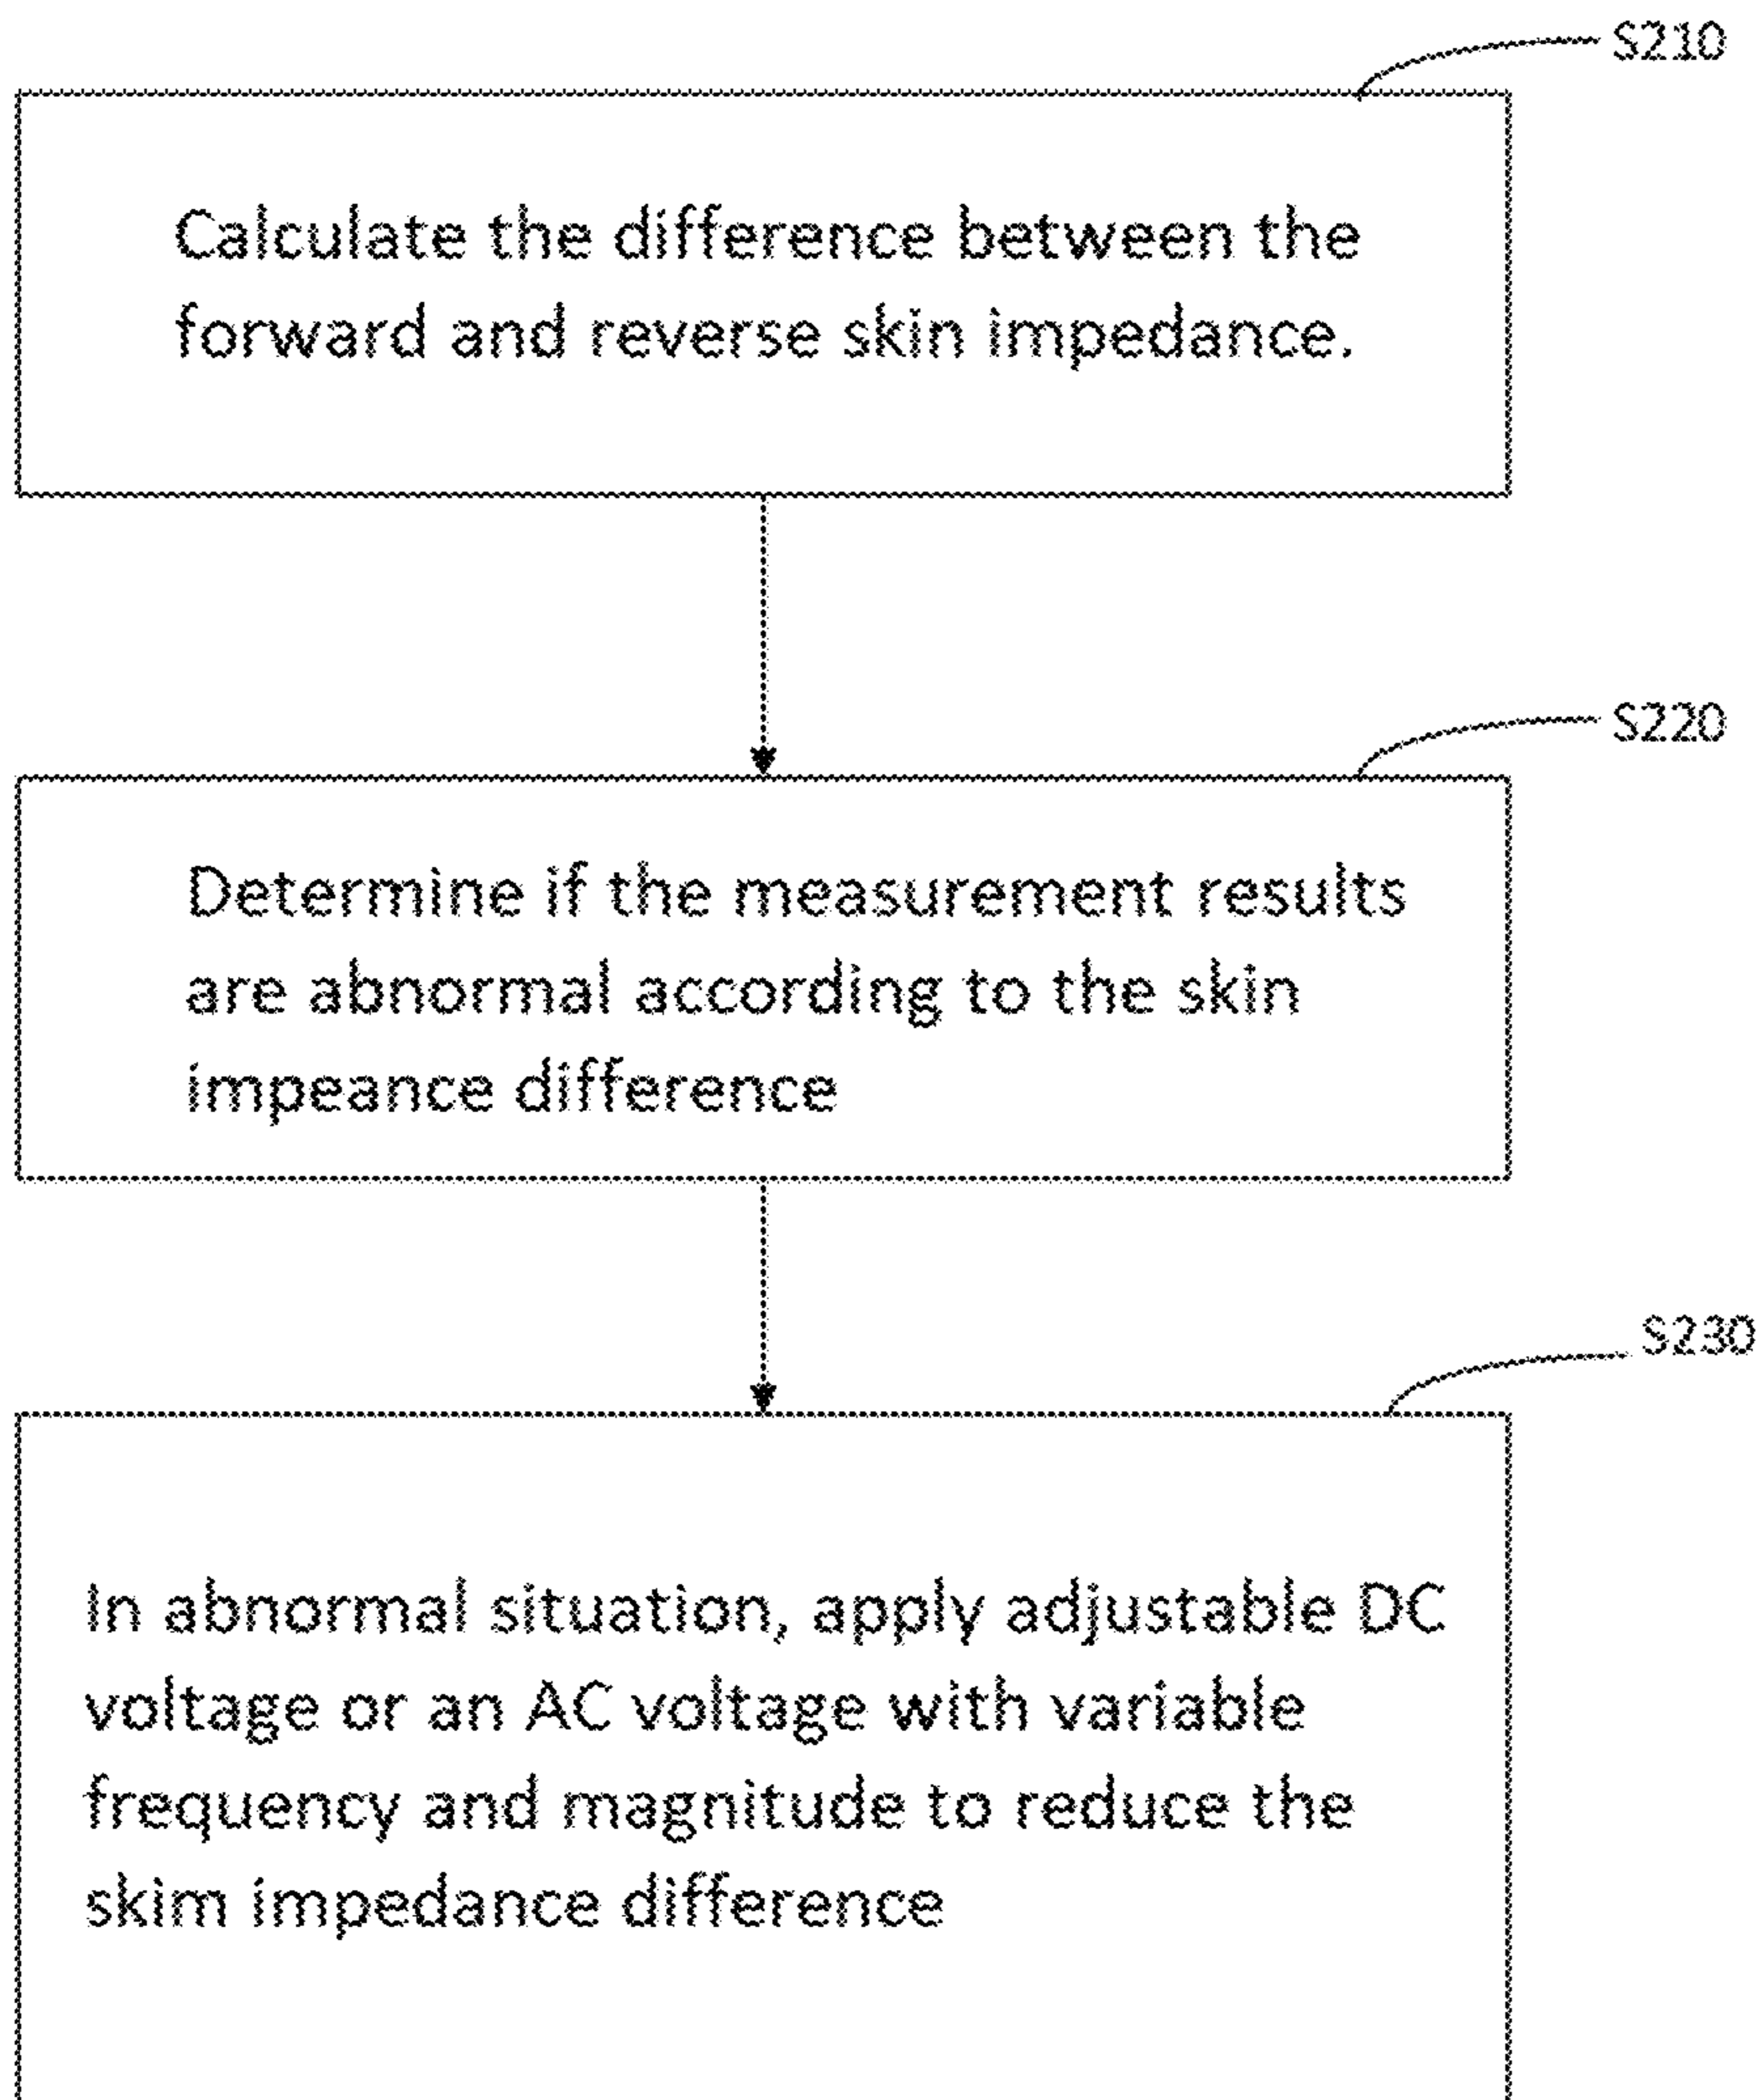 S210
Calculate the difference between the
forward and reverse skin impedance.
S220
Determine if the measurement results
are abnormal according to the skin
impeance difference
S230
In abnormal situation, apply adjustable DC
voltage or an AC voltage with variable
frequency and magnitude to reduce the
skim impedance difference